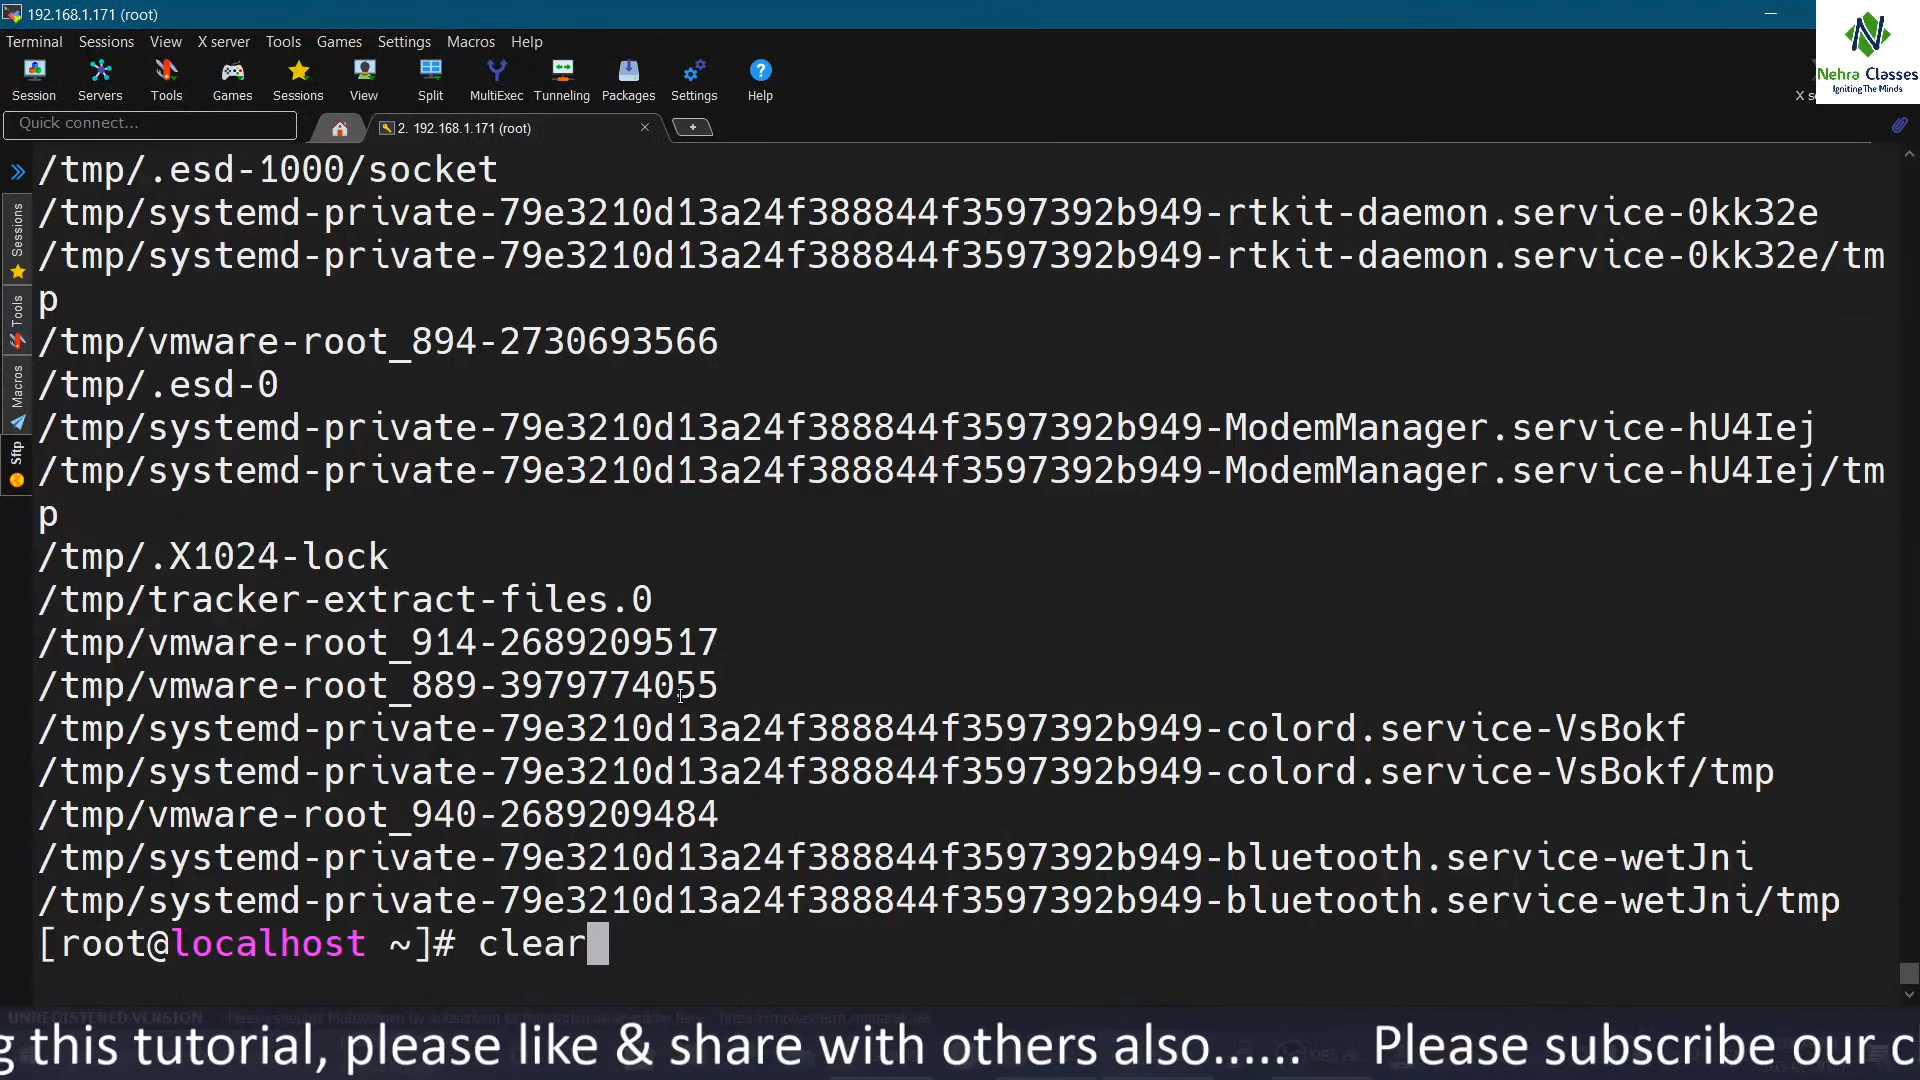 192.168.1.171 (root)
Terminal Sessions View X server Tools Games Settings Macros Help
Session Servers Tools Games Sessions View Split MultiExec Tunneling Packages Settings Help
Nehra Classes
Igniting The Minds
Quick connect...
2. 192.168.1.171 (root)
Sessions
Tools
Macros
Sftp
/tmp/.esd-1000/socket
/tmp/systemd-private-79e3210d13a24f388844f3597392b949-rtkit-daemon.service-0kk32e
/tmp/systemd-private-79e3210d13a24f388844f3597392b949-rtkit-daemon.service-0kk32e/tm
p
/tmp/vmware-root_894-2730693566
/tmp/.esd-0
/tmp/systemd-private-79e3210d13a24f388844f3597392b949-ModemManager.service-hU4Iej
/tmp/systemd-private-79e3210d13a24f388844f3597392b949-ModemManager.service-hU4Iej/tm
p
/tmp/.X1024-lock
/tmp/tracker-extract-files.0
/tmp/vmware-root_914-2689209517
/tmp/vmware-root_889-3979774055
/tmp/systemd-private-79e3210d13a24f388844f3597392b949-colord.service-VsBokf
/tmp/systemd-private-79e3210d13a24f388844f3597392b949-colord.service-VsBokf/tmp
/tmp/vmware-root_940-2689209484
/tmp/systemd-private-79e3210d13a24f388844f3597392b949-bluetooth.service-wetJni
/tmp/systemd-private-79e3210d13a24f388844f3597392b949-bluetooth.service-wetJni/tmp
[root@localhost ~]# clear
UNREGISTERED VERSION
g this tutorial, please like & share with others also...... Please subscribe our c